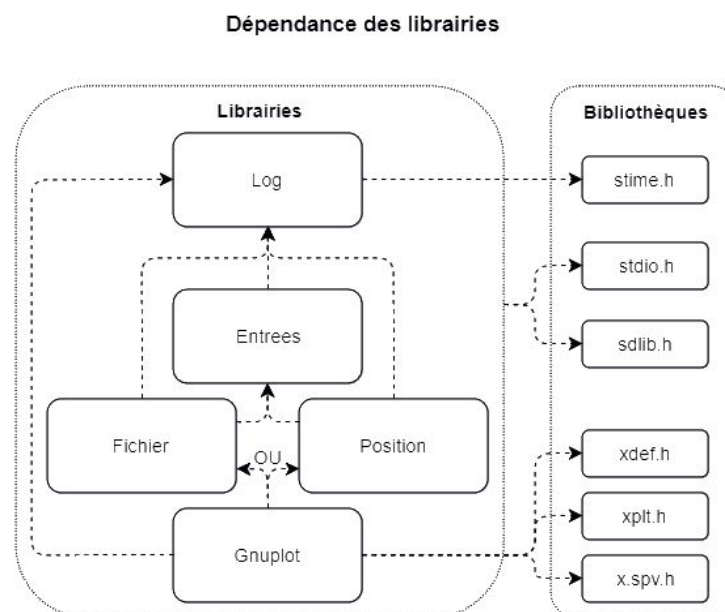 Dépendance des librairies
Librairies
Bibliothèques
Log
stime.h
stdio.h
Entrees
sdlib.h
Fichier
OU
Position
xdef.h
xplt.h
Gnuplot
x.spv.h